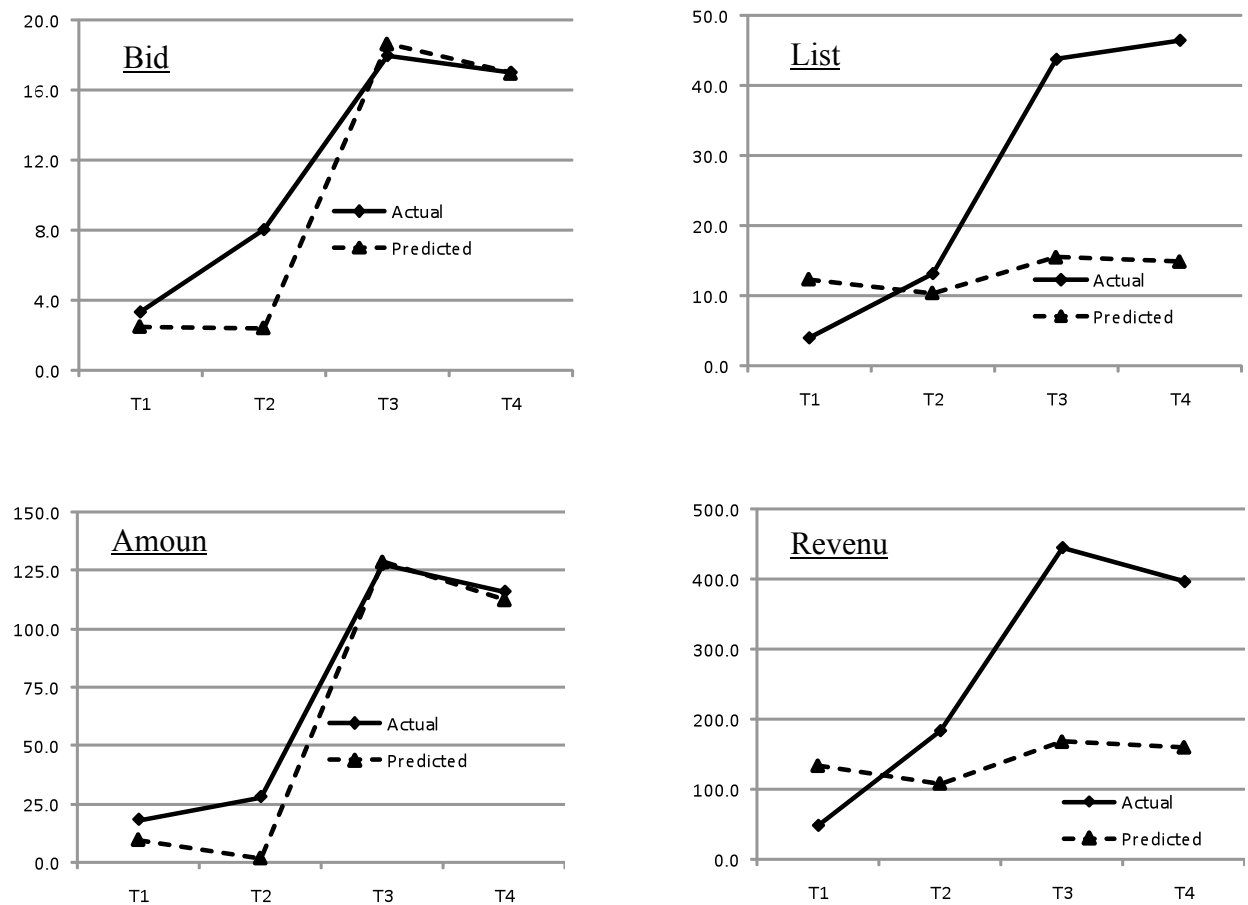 Bid
20.0
16.0
12.0
8.0
4.0
0.0
Actual
Predicted
T1 T2 T3 T4
List
50.0
40.0
30.0
20.0
10.0
0.0
Actual
Predicted
T1 T2 T3 T4
Amoun
150.0
125.0
100.0
75.0
50.0
25.0
0.0
Actual
Predicted
T1 T2 T3 T4
Revenu
500.0
400.0
300.0
200.0
100.0
0.0
Actual
Predicted
T1 T2 T3 T4